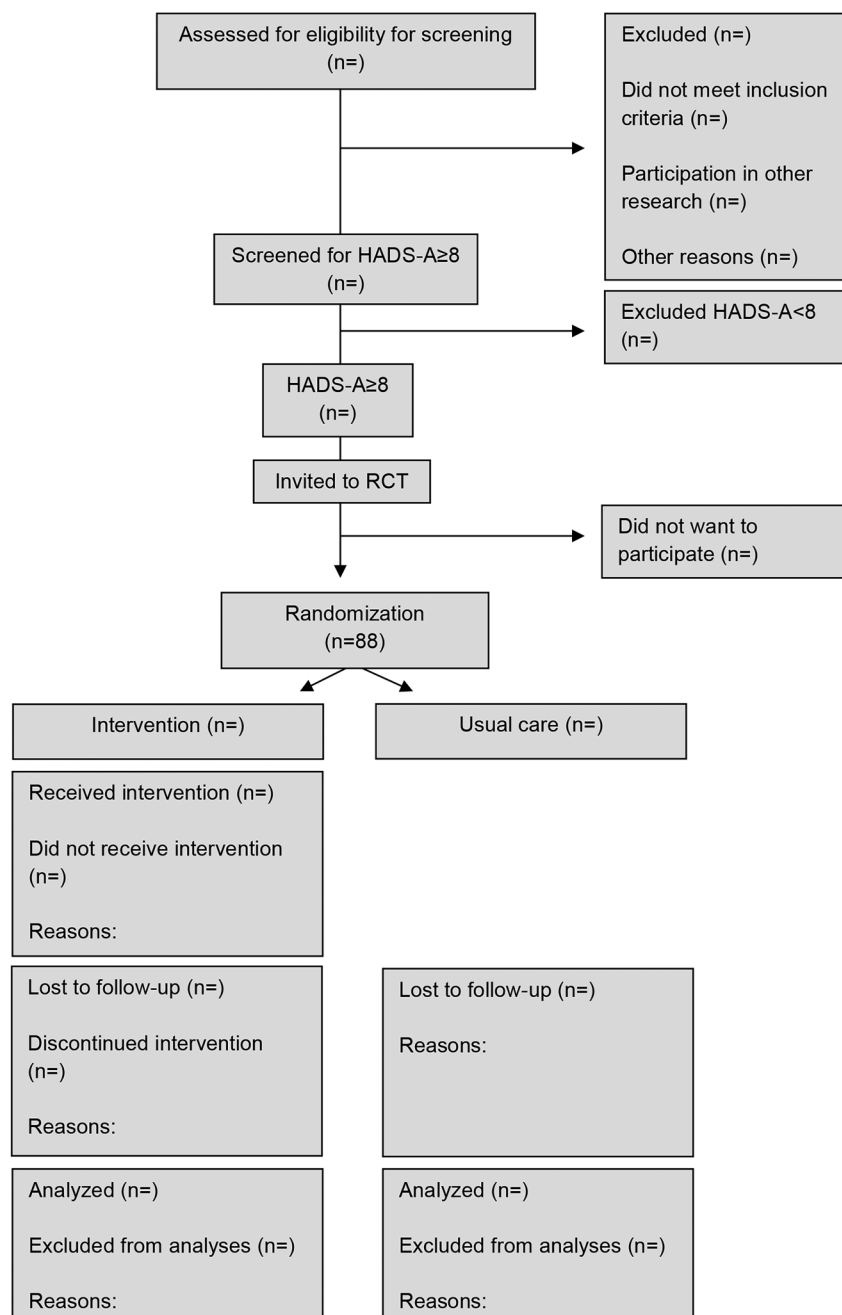 Assessed for eligibility for screening
(n=)
Excluded (n=)
Did not meet inclusion
criteria (n=)
Participation in other
research (n=)
Other reasons (n=)
Screened for HADS-A≥8
(n=)
Excluded HADS-A<8
(n=)
HADS-A≥8
(n=)
Invited to RCT
Did not want to
participate (n=)
Randomization
(n=88)
Intervention (n=)
Usual care (n=)
Received intervention (n=)
Did not receive intervention
(n=)
Reasons:
Lost to follow-up (n=)
Discontinued intervention
(n=)
Reasons:
Lost to follow-up (n=)
Reasons:
Analyzed (n=)
Excluded from analyses (n=)
Reasons:
Analyzed (n=)
Excluded from analyses (n=)
Reasons: